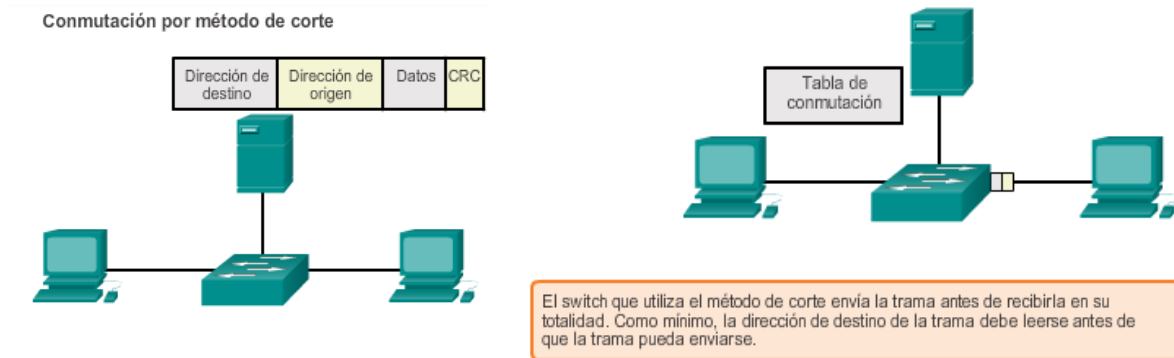 Conmutación por método de corte
Dirección de
destino
Dirección de
origen
Datos
CRC
Tabla de
conmutación
El switch que utiliza el método de corte envía la trama antes de recibirla en su
totalidad. Como mínimo, la dirección de destino de la trama debe leerse antes de
que la trama pueda enviarse.